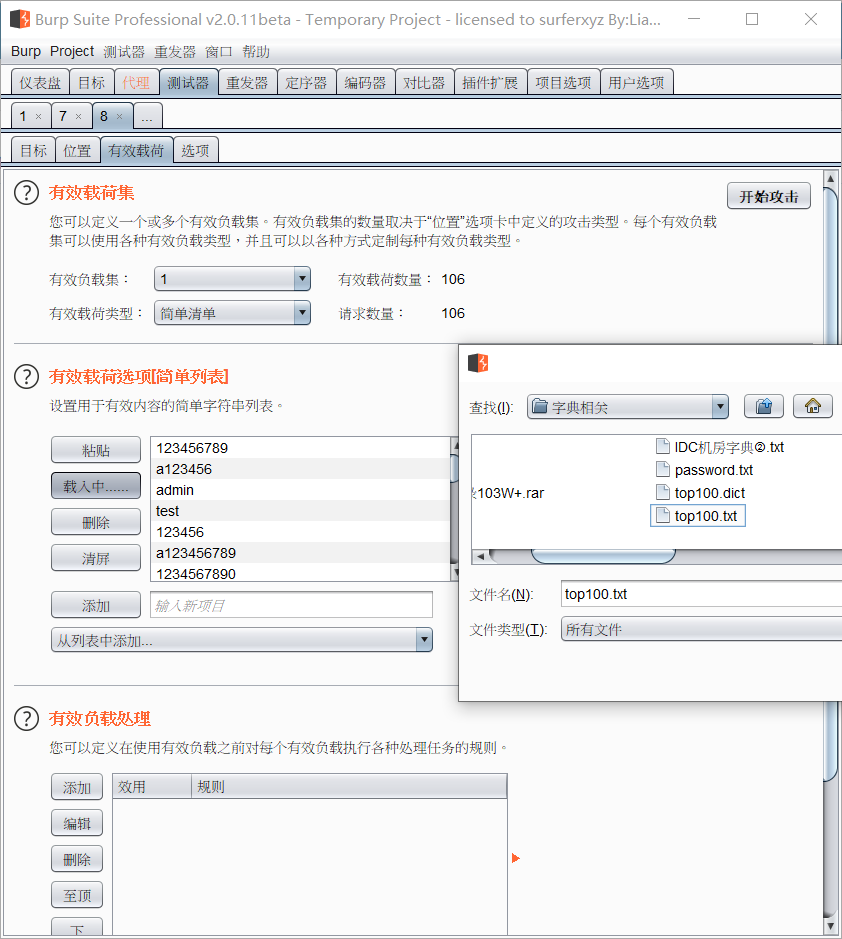 Burp Suite Professional v2.0.11beta - Temporary Project - licensed to surferxyz By:Lia...
Burp Project 测试器 重发器 窗口 帮助
仪表盘 目标 代理 测试器 重发器 定序器 编码器 对比器 插件扩展 项目选项 用户选项
1 × 7 × 8 × ...
目标 位置 有效载荷 选项
? 有效载荷集 开始攻击
您可以定义一个或多个有效负载集。有效负载集的数量取决于“位置”选项卡中定义的攻击类型。每个有效负载
集可以使用各种有效负载类型，并且可以以各种方式定制每种有效负载类型。
有效负载集： 1 有效载荷数量： 106
有效载荷类型： 简单清单 请求数量： 106
? 有效载荷选项[简单列表]
设置用于有效内容的简单字符串列表。
粘贴
载入中......
删除
清屏
123456789
a123456
admin
test
123456
a123456789
1234567890
添加 输入新项目
从列表中添加...
查找(I): 字典相关
103W+.rar
IDC机房字典②.txt
password.txt
top100.dict
top100.txt
文件名(N): top100.txt
文件类型(T): 所有文件
? 有效负载处理
您可以定义在使用有效负载之前对每个有效负载执行各种处理任务的规则。
添加
编辑
删除
至顶
下
效用 规则